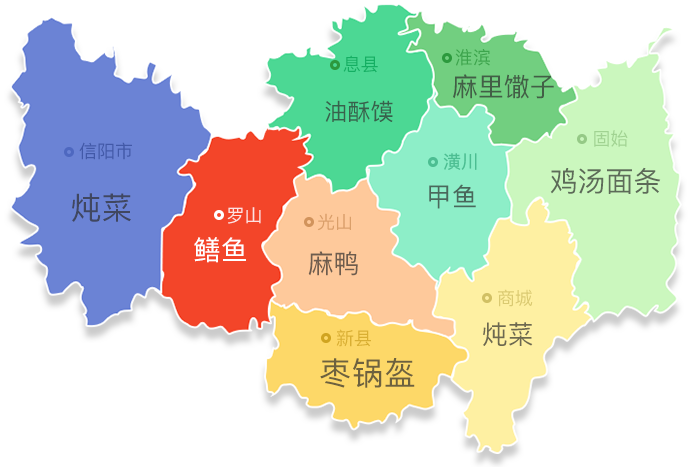 息县
油酥馍
淮滨
麻里馓子
信阳市
炖菜
罗山
鳝鱼
光山
麻鸭
潢川
甲鱼
固始
鸡汤面条
商城
炖菜
新县
枣锅盔